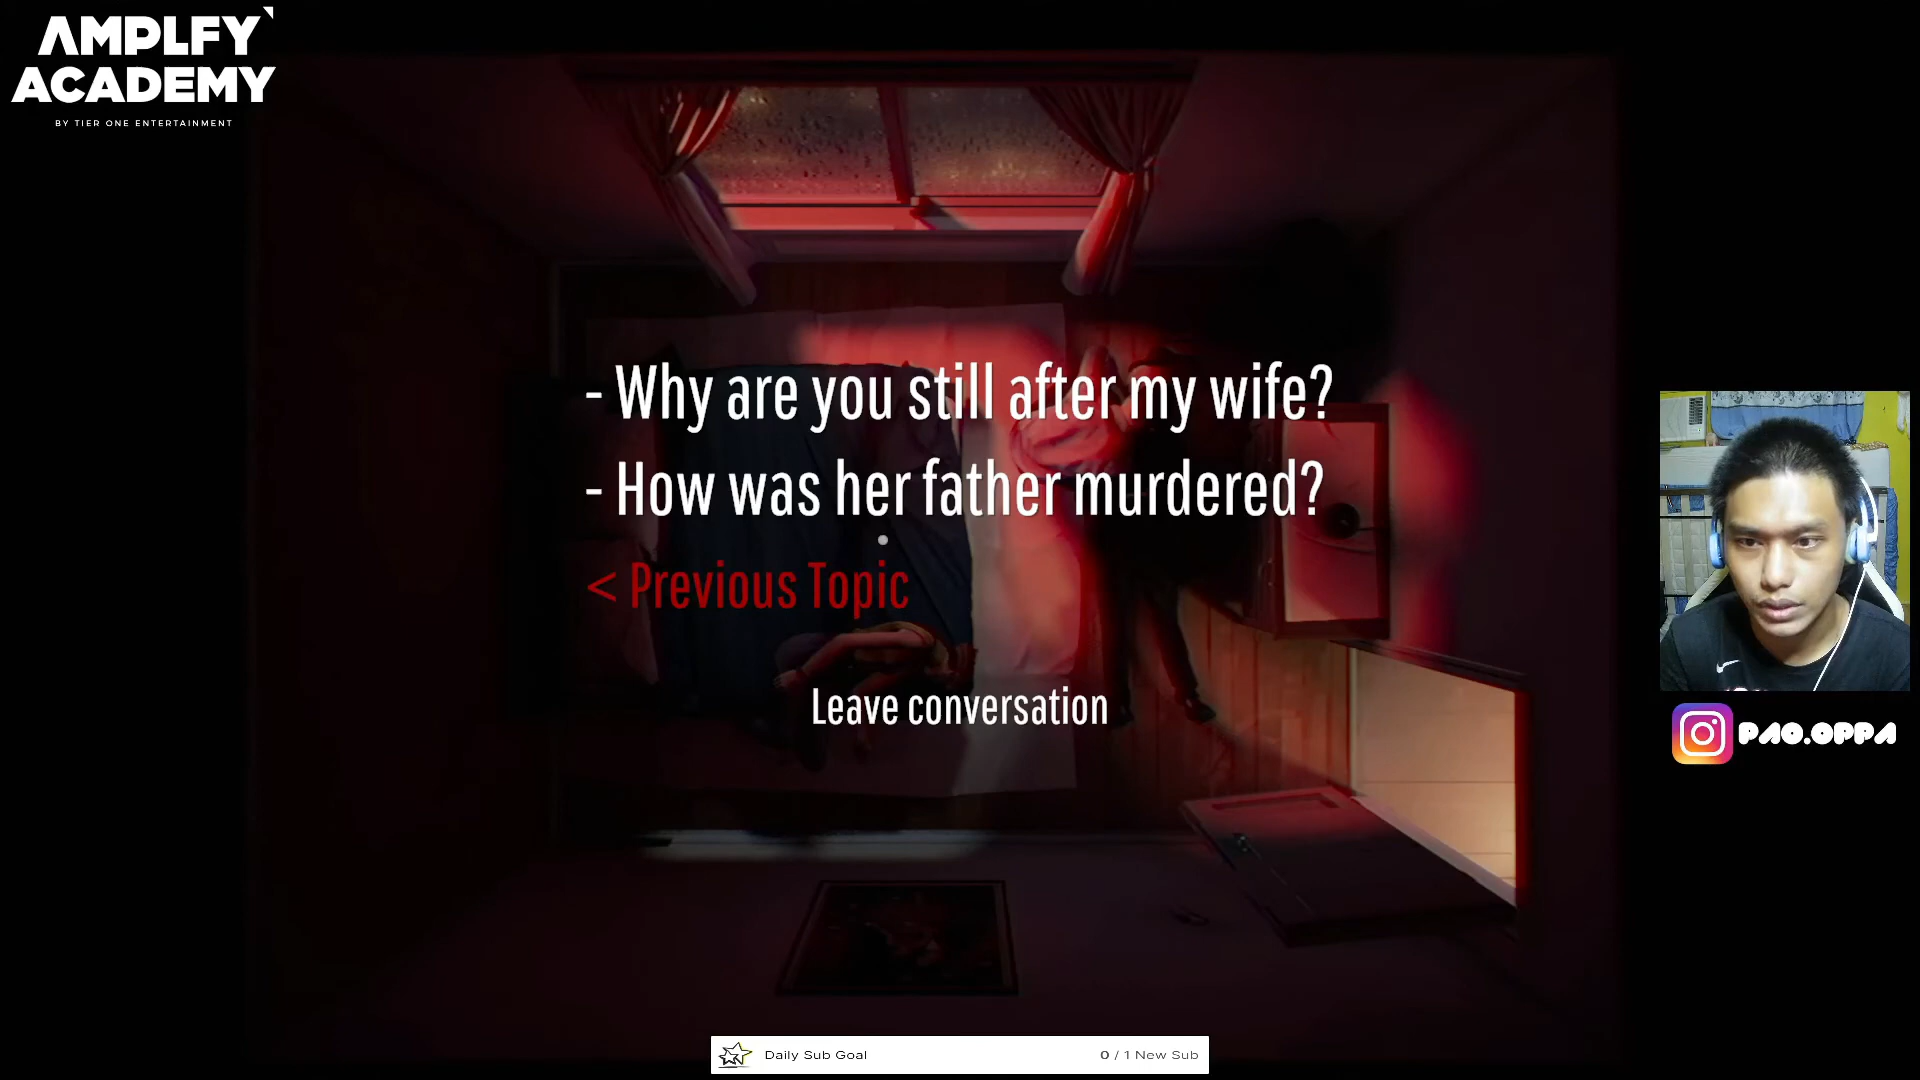 AMPLFY
ACADEMY
BY TIER ONE ENTERTAINMENT
- Why are you still after my wife?
- How was her father murdered?
< Previous Topic
Leave conversation
PAO.OPPA
Daily Sub Goal
0 / 1 New Sub